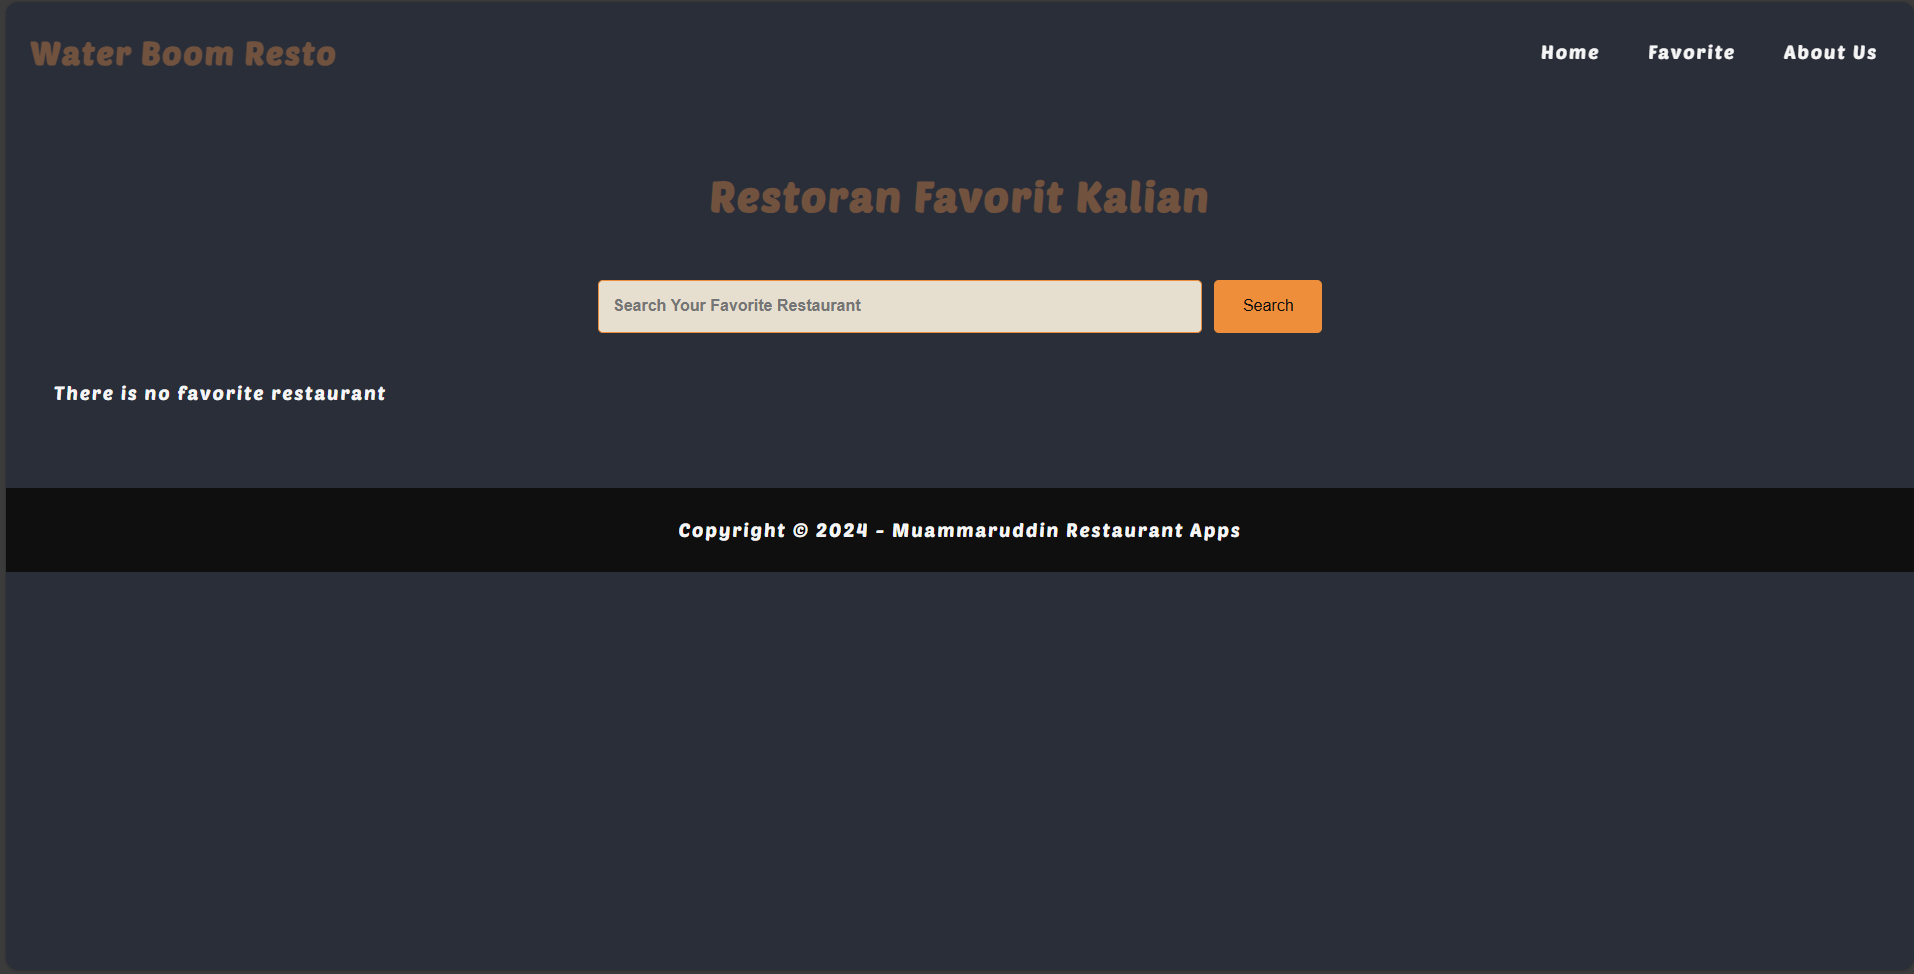 Water Boom Resto
Home Favorite About Us
Restoran Favorit Kalian
Search Your Favorite Restaurant Search
There is no favorite restaurant
Copyright © 2024 - Muammaruddin Restaurant Apps